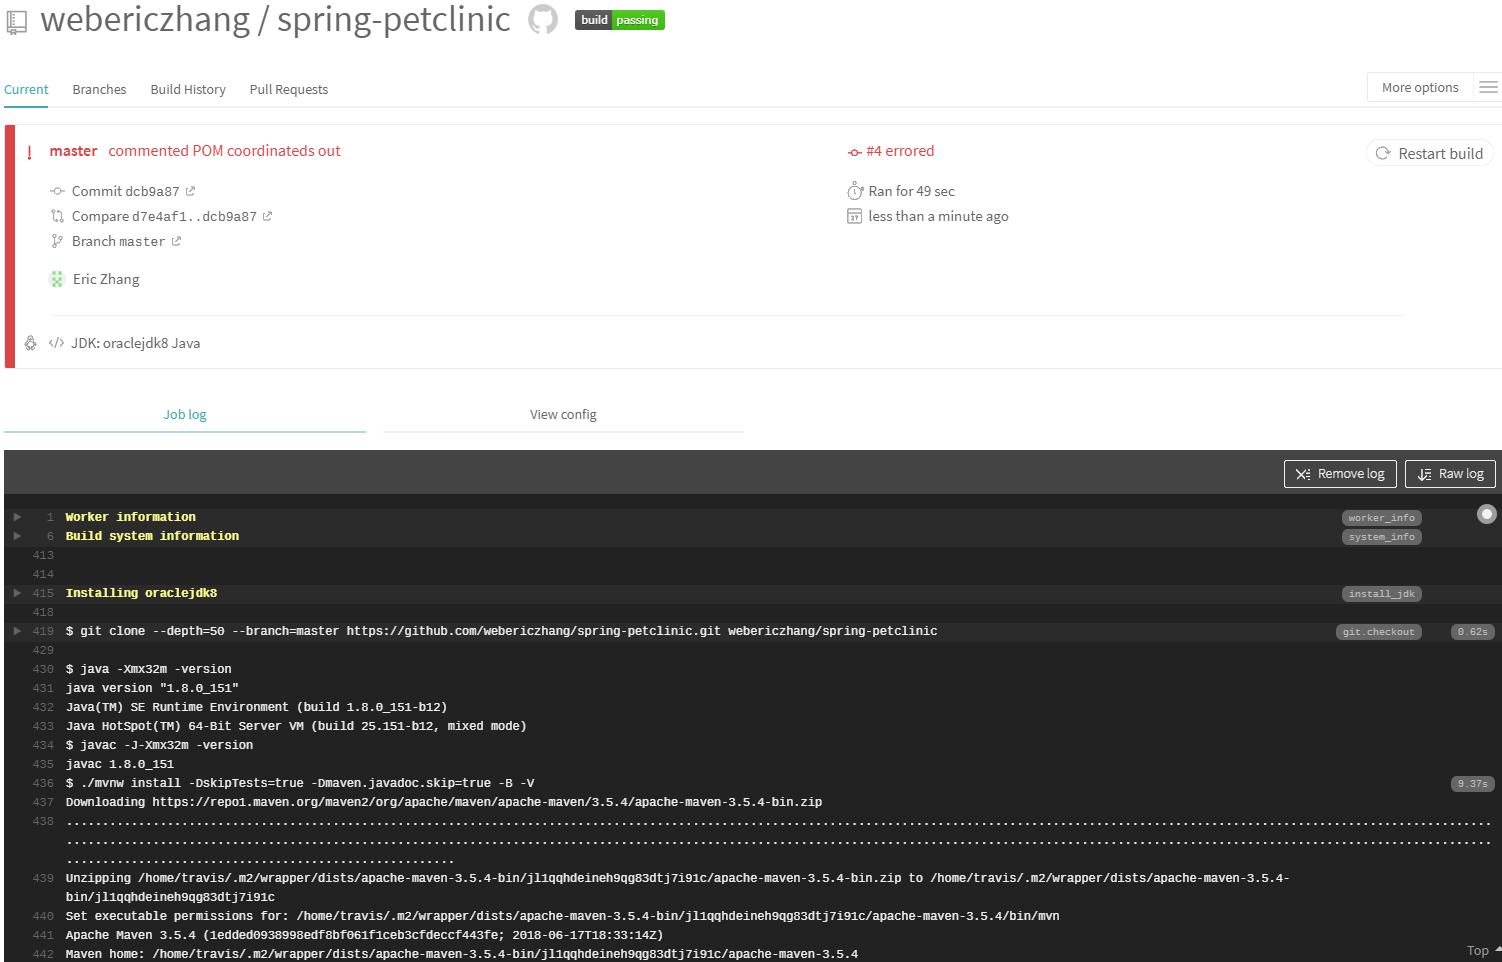 webericzhang / spring-petclinic build passing
Current Branches Build History Pull Requests More options
! master commented POM coordinateds out #4 errored Restart build
Commit dcb9a87 Ran for 49 sec
Compare d7e4af1..dcb9a87 27 less than a minute ago
Branch master
Eric Zhang
</> JDK: oraclejdk8 Java
Job log View config
Remove log Raw log
1 Worker information worker_info
6 Build system information system_info
413
414
415 Installing oraclejdk8 install_jdk
418
419 $ git clone --depth=50 --branch=master https://github.com/webericzhang/spring-petclinic.git webericzhang/spring-petclinic git.checkout 0.62s
429
430 $ java -Xmx32m -version
431 java version "1.8.0_151"
432 Java(TM) SE Runtime Environment (build 1.8.0_151-b12)
433 Java HotSpot(TM) 64-Bit Server VM (build 25.151-b12, mixed mode)
434 $ javac -J-Xmx32m -version
435 javac 1.8.0_151
436 $ ./mvnw install -DskipTests=true -Dmaven.javadoc.skip=true -B -V 9.37s
437 Downloading https://repo1.maven.org/maven2/org/apache/maven/apache-maven/3.5.4/apache-maven-3.5.4-bin.zip
438 ......................................................................................................................................................................................................
......................................................................................................................................................................................................
......................................................
439 Unzipping /home/travis/.m2/wrapper/dists/apache-maven-3.5.4-bin/jl1qqhdeineh9qg83dtj7i91c/apache-maven-3.5.4-bin.zip to /home/travis/.m2/wrapper/dists/apache-maven-3.5.4-
bin/jl1qqhdeineh9qg83dtj7i91c
440 Set executable permissions for: /home/travis/.m2/wrapper/dists/apache-maven-3.5.4-bin/jl1qqhdeineh9qg83dtj7i91c/apache-maven-3.5.4/bin/mvn
441 Apache Maven 3.5.4 (1edded0938998edf8bf061f1ceb3cfdeccf443fe; 2018-06-17T18:33:14Z)
442 Maven home: /home/travis/.m2/wrapper/dists/apache-maven-3.5.4-bin/jl1qqhdeineh9qg83dtj7i91c/apache-maven-3.5.4 Top